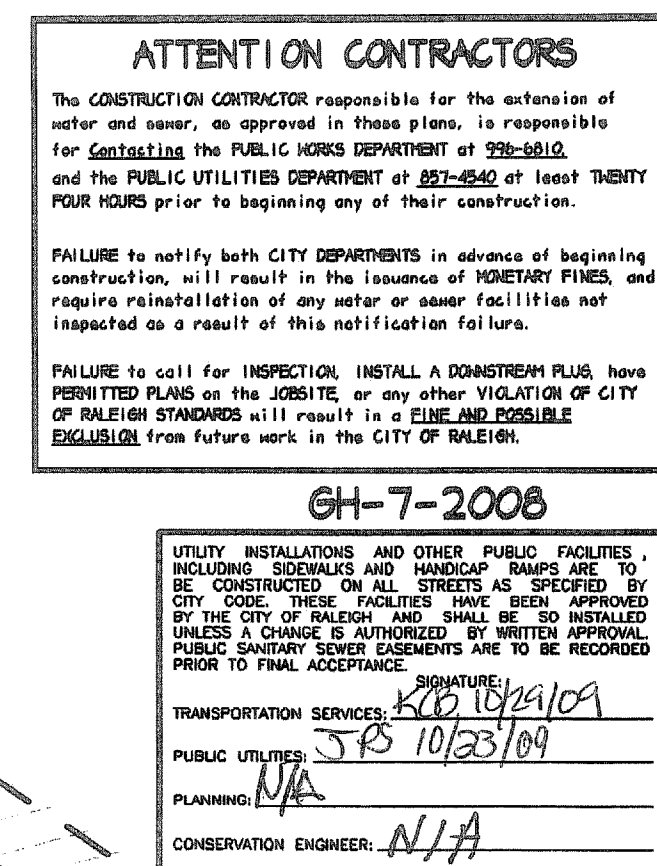 ATTENTION CONTRACTORS
The CONSTRUCTION CONTRACTOR responsible for the extension of
water and sewer, as approved in these plans, is responsible
for Contacting the PUBLIC WORKS DEPARTMENT at 996-6810,
and the PUBLIC UTILITIES DEPARTMENT at 857-4540 at least TWENTY
FOUR HOURS prior to beginning any of their construction.
FAILURE to notify both CITY DEPARTMENTS in advance of beginning
construction, will result in the issuance of MONETARY FINES, and
require reinstallation of any water or sewer facilities not
inspected as a result of this notification failure.
FAILURE to call for INSPECTION, INSTALL A DOWNSTREAM PLUG, have
PERMITTED PLANS on the JOBSITE, or any other VIOLATION OF CITY
OF RALEIGH STANDARDS will result in a FINE AND POSSIBLE
EXCLUSION from future work in the CITY OF RALEIGH.
GH-7-2008
UTILITY INSTALLATIONS AND OTHER PUBLIC FACILITIES ,
INCLUDING SIDEWALKS AND HANDICAP RAMPS ARE TO
BE CONSTRUCTED ON ALL STREETS AS SPECIFIED BY
CITY CODE. THESE FACILITIES HAVE BEEN APPROVED
BY THE CITY OF RALEIGH AND SHALL BE SO INSTALLED
UNLESS A CHANGE IS AUTHORIZED BY WRITTEN APPROVAL.
PUBLIC SANITARY SEWER EASEMENTS ARE TO BE RECORDED
PRIOR TO FINAL ACCEPTANCE.
SIGNATURE:
TRANSPORTATION SERVICES: KCB 10/29/09
PUBLIC UTILITIES: JPS 10/23/09
PLANNING: N/A
CONSERVATION ENGINEER: N/A